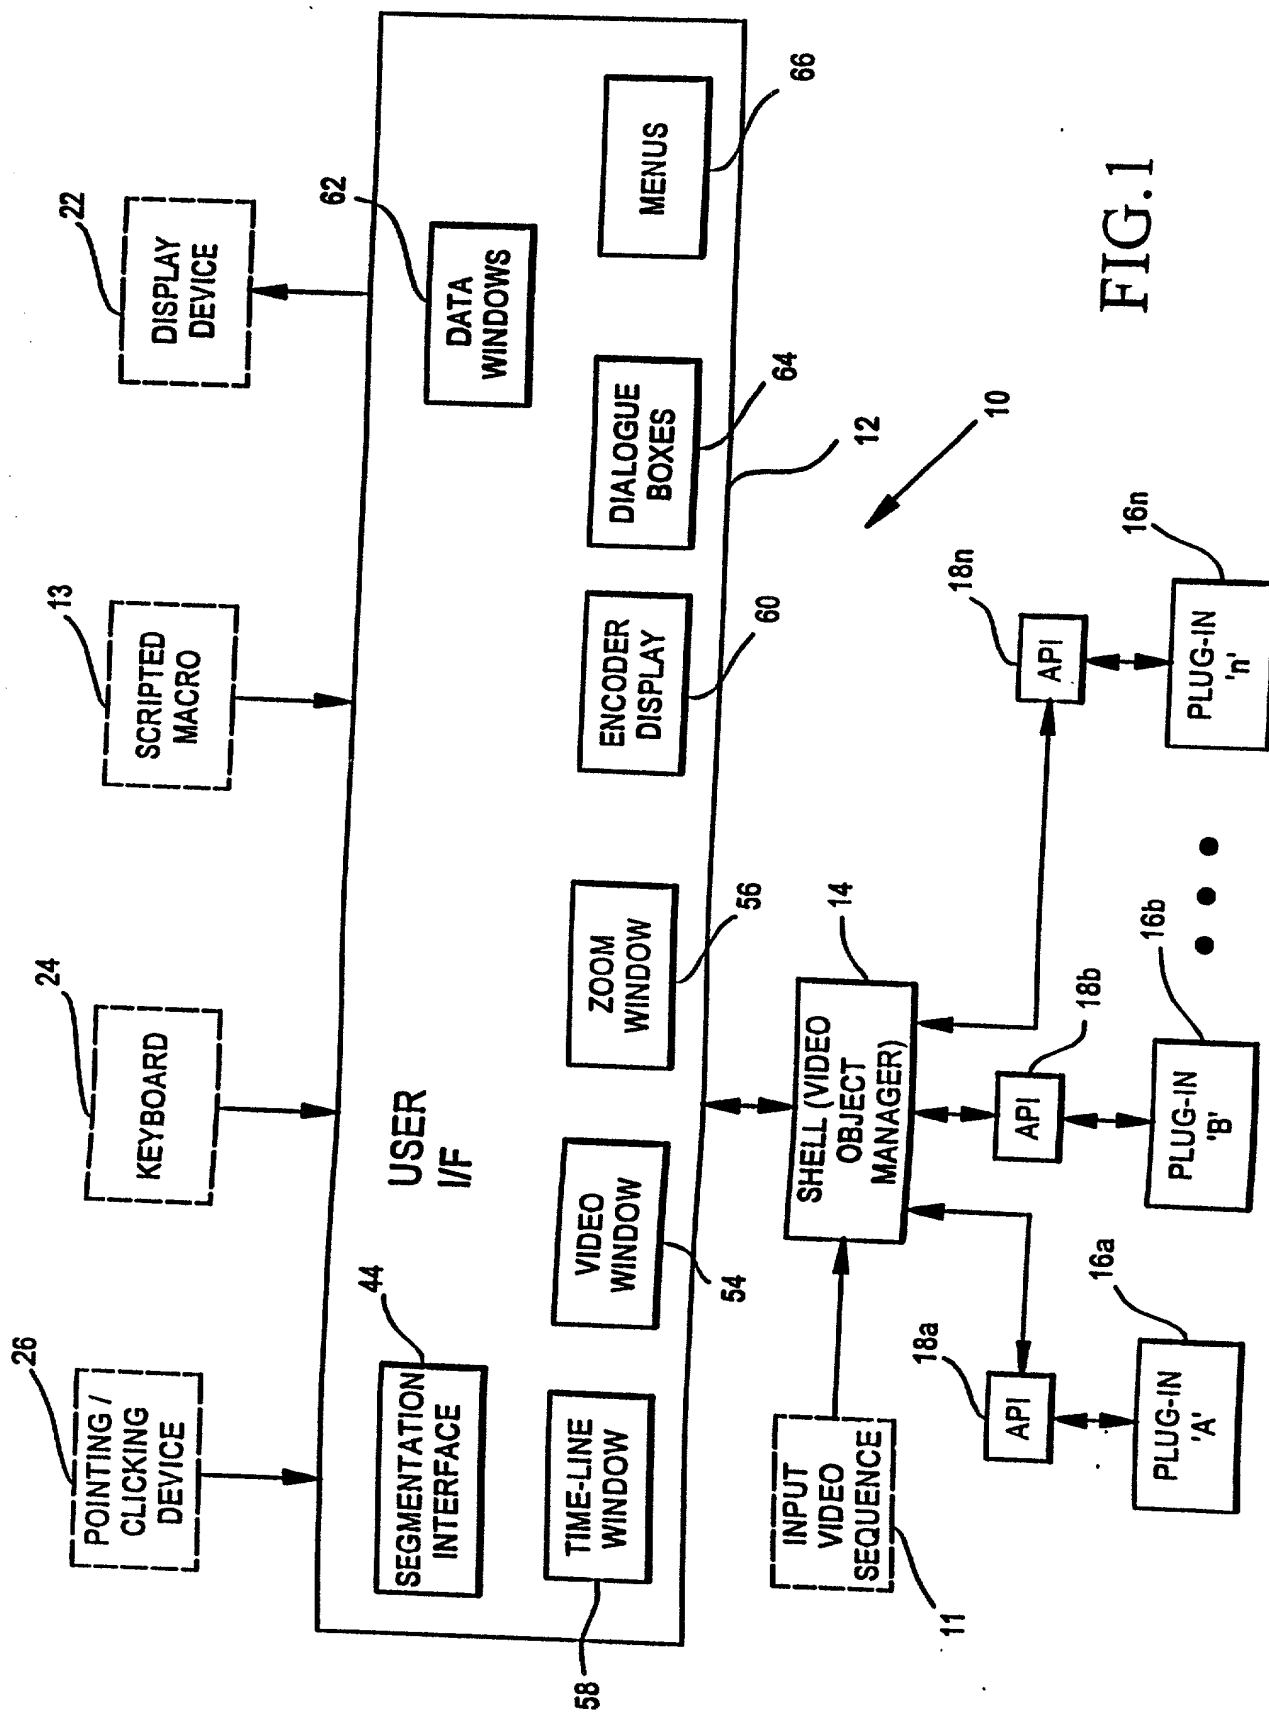 26
POINTING /
CLICKING
DEVICE
24
KEYBOARD
13
SCRIPTED
MACRO
22
DISPLAY
DEVICE
44
SEGMENTATION
INTERFACE
USER
I/F
62
DATA
WINDOWS
58
TIME-LINE
WINDOW
54
VIDEO
WINDOW
56
ZOOM
WINDOW
60
ENCODER
DISPLAY
64
DIALOGUE
BOXES
66
MENUS
12
11
INPUT
VIDEO
SEQUENCE
14
SHELL (VIDEO
OBJECT
MANAGER)
10
18a
API
18b
API
18n
API
16a
PLUG-IN
'A'
16b
PLUG-IN
'B'
16n
PLUG-IN
'n'
FIG.1